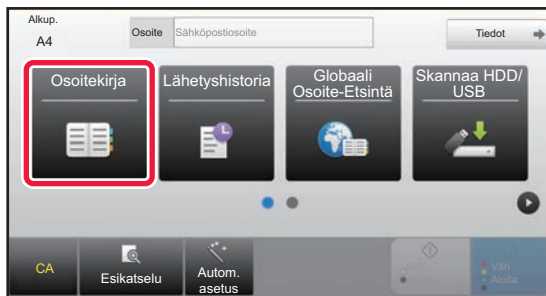 Alkup.
A4
Osoite
Sähköpostiosoite
Tiedot
Osoitekirja
Lähetyshistoria
Globaali
Osoite-Etsintä
Skannaa HDD/
USB
CA
Esikatselu
Autom.
asetus
Väri
Aloita